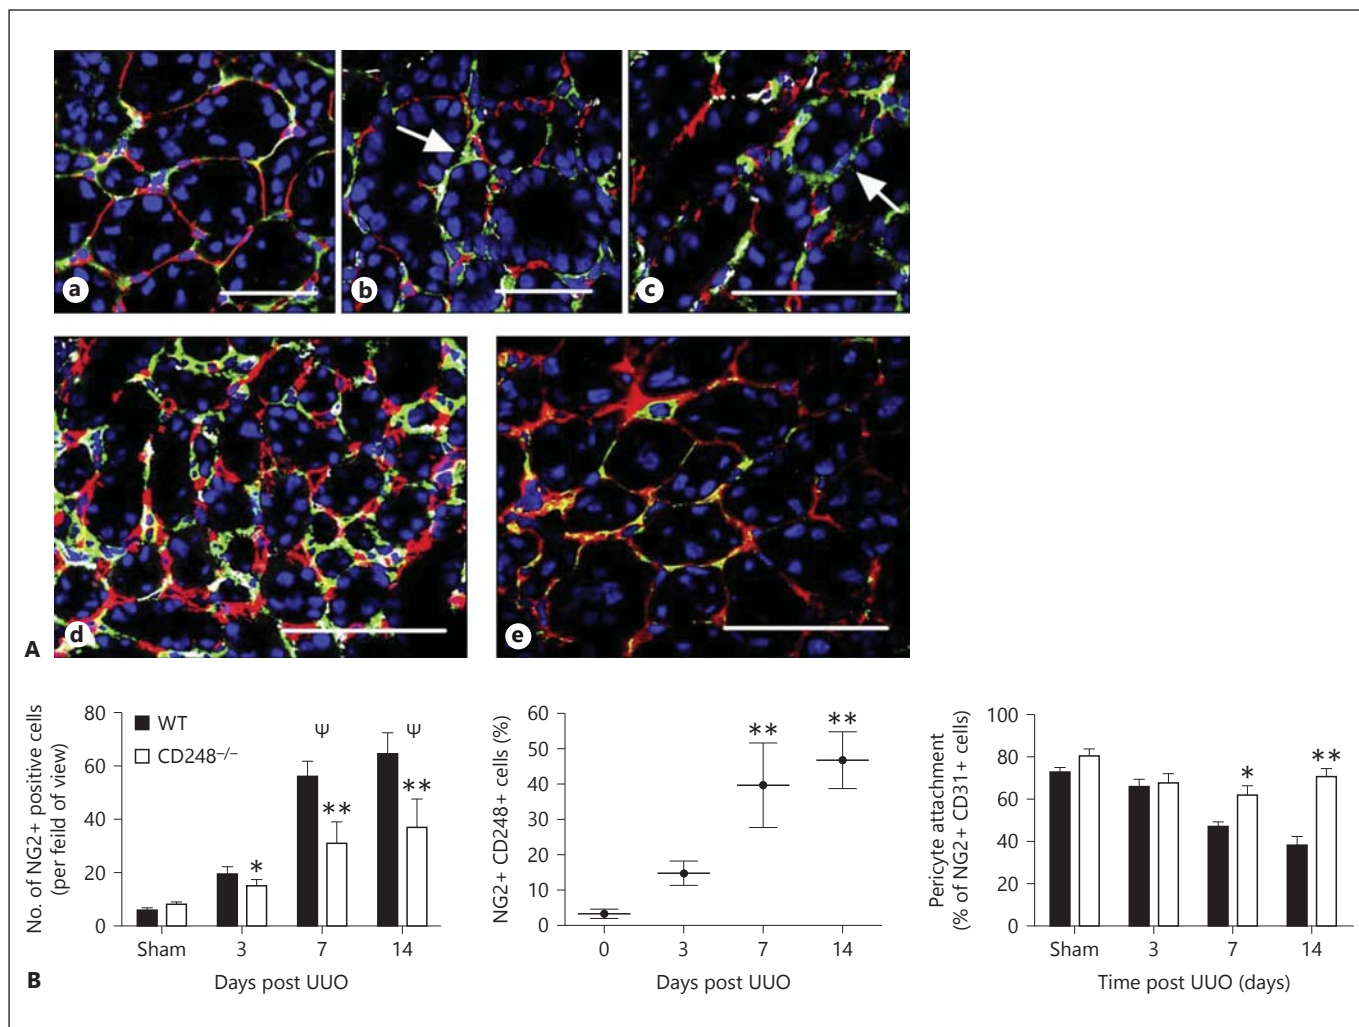 a
b
c
d
e
A
No. of NG2+ positive cells
(per feild of view)
80
60
40
20
0
WT
CD248–/–
Ψ
Ψ
*
**
**
Sham
3
7
14
Days post UUO
NG2+ CD248+ cells (%)
60
50
40
30
20
10
0
**
**
0
3
7
14
Days post UUO
Pericyte attachment
(% of NG2+ CD31+ cells)
100
80
60
40
20
0
*
**
Sham
3
7
14
Time post UUO (days)
B